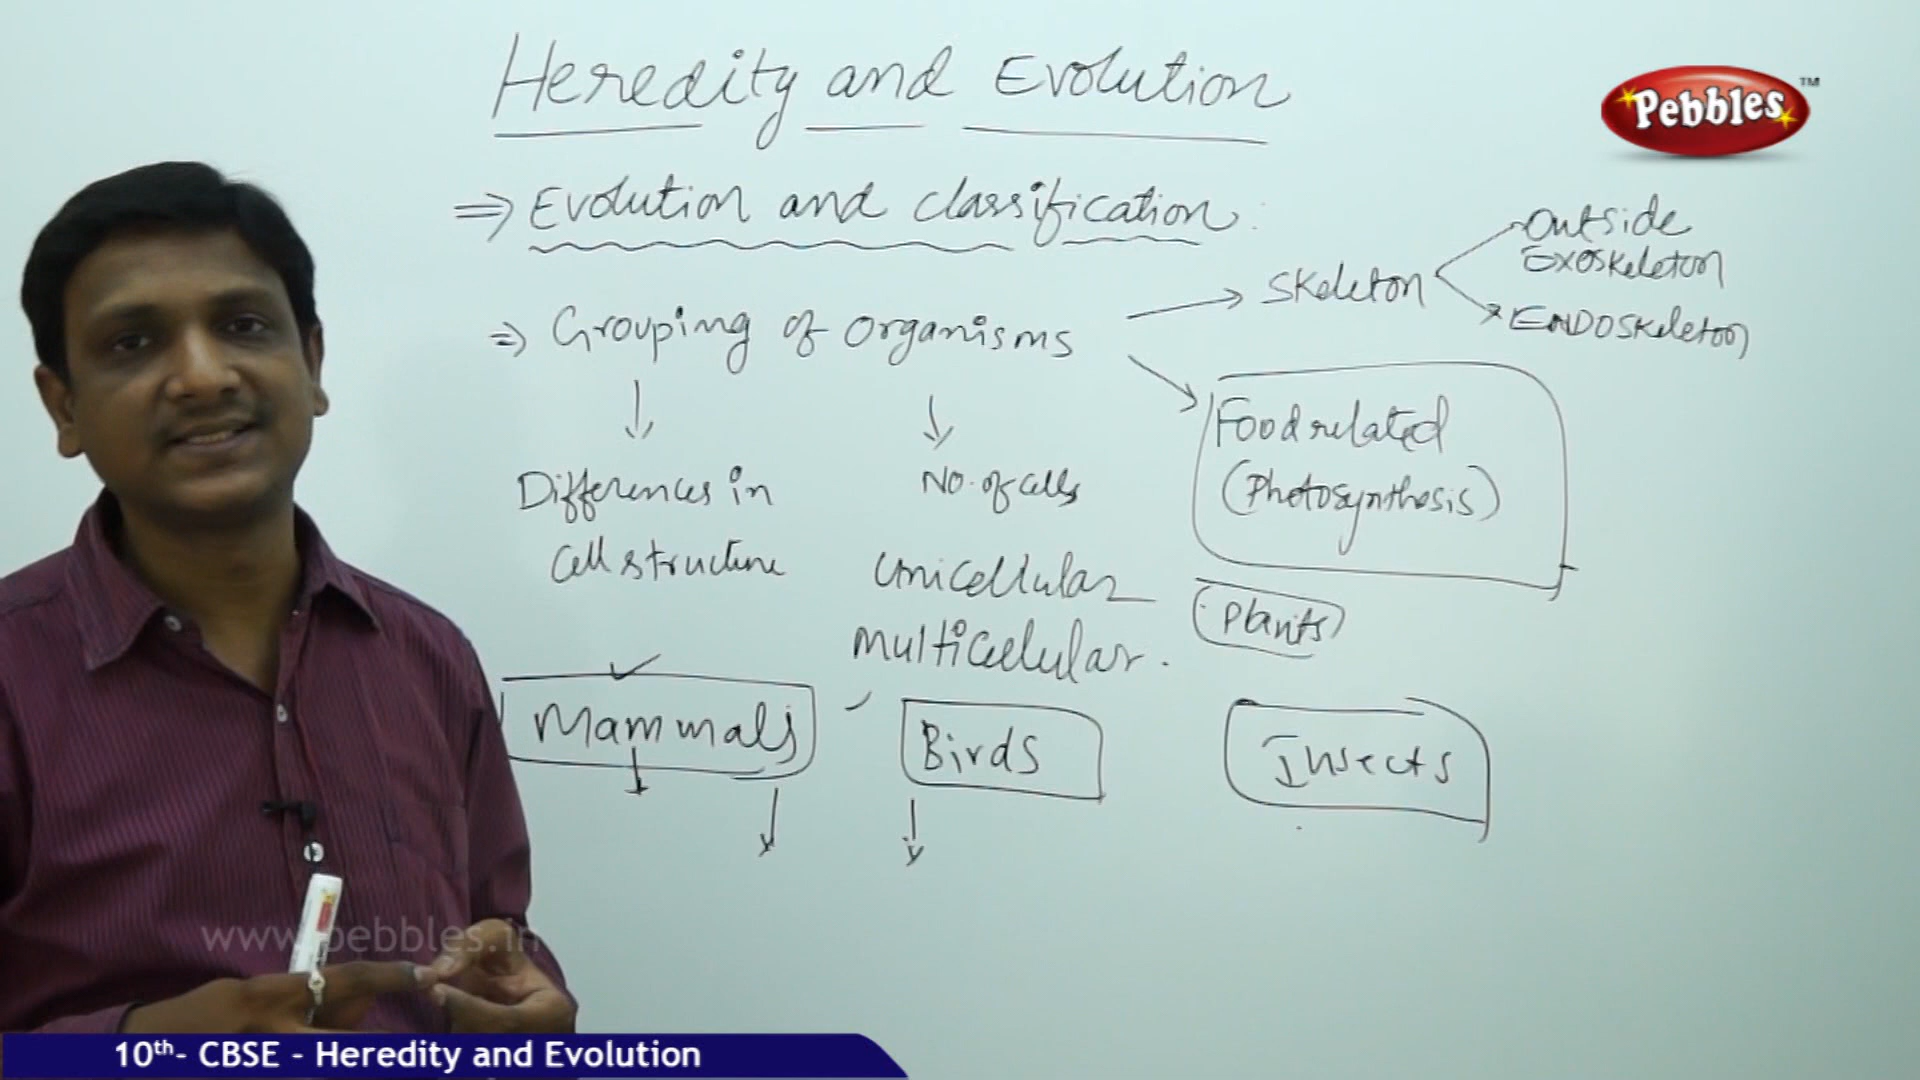 Heredity and Evolution
Pebbles™
⇒ Evolution and classification.
Outside
Exoskeleton
Skeleton
ENDOSkeleton
⇒ Grouping of organisms
Food related
(Photosynthesis)
Differences in
Cell structure
No. of cells
Unicellular
Multicellular.
Plants
Mammals
Birds
Insects
www.pebbles.in
10th- CBSE - Heredity and Evolution